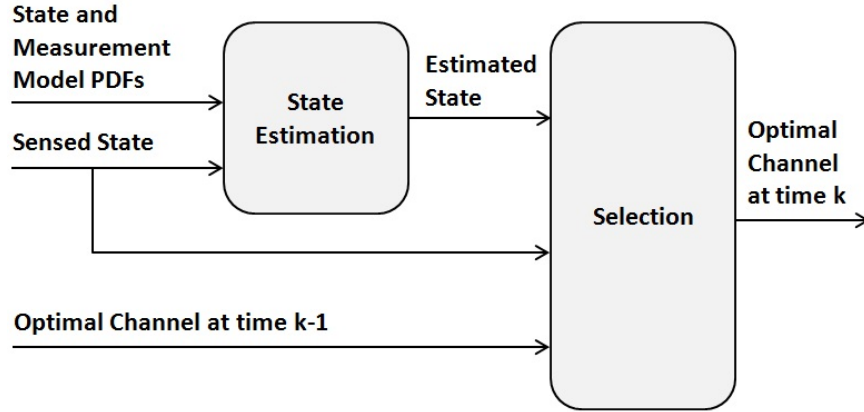 State and
Measurement
Model PDFs
Sensed State
State
Estimation
Estimated
State
Selection
Optimal
Channel
at time k
Optimal Channel at time k-1